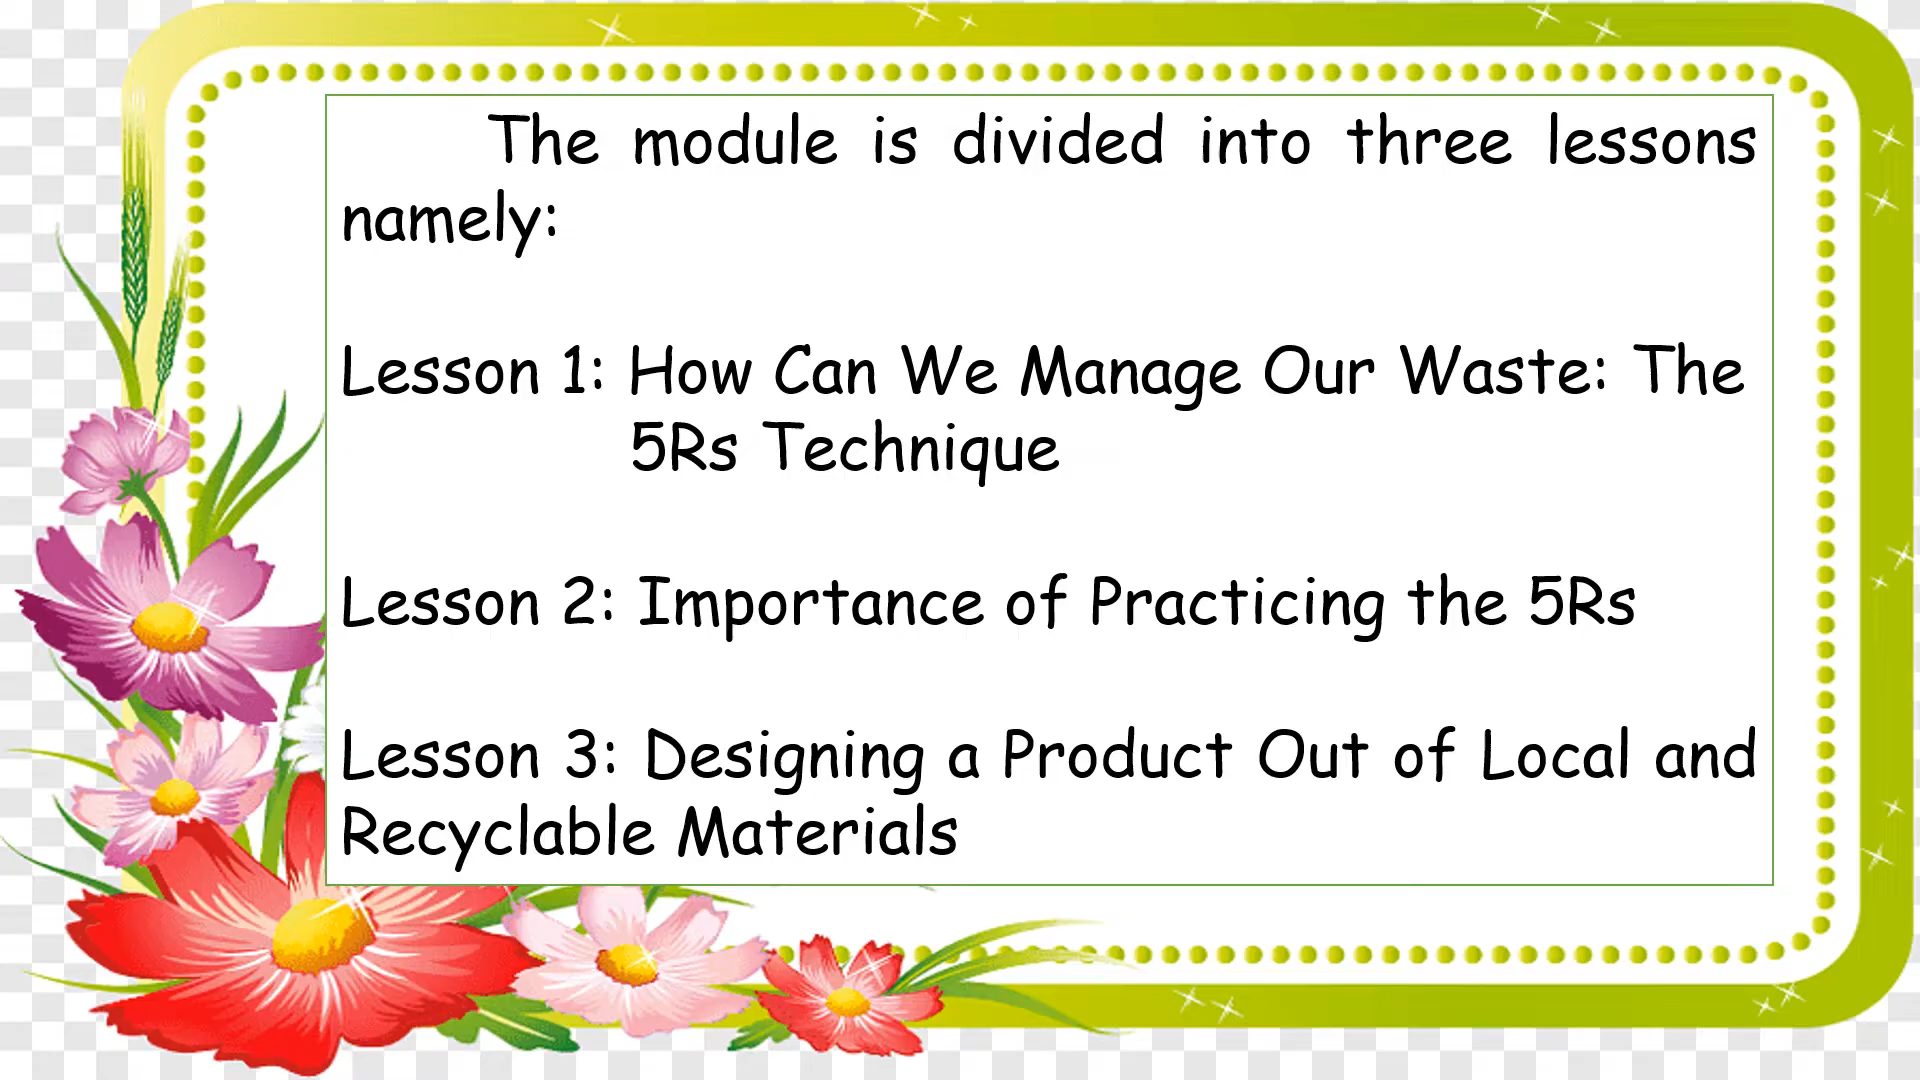 The module is divided into three lessons
namely:
Lesson 1: How Can We Manage Our Waste: The
5Rs Technique
Lesson 2: Importance of Practicing the 5Rs
Lesson 3: Designing a Product Out of Local and
Recyclable Materials